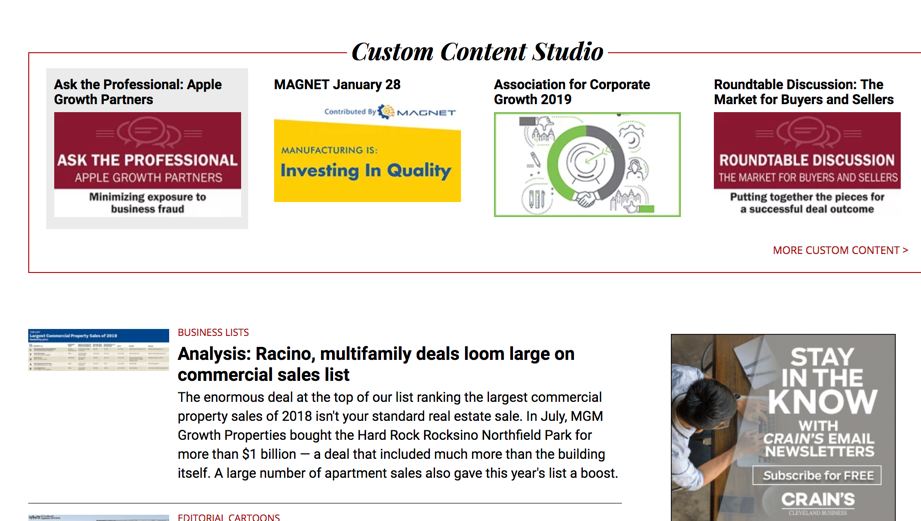 Custom Content Studio
Ask the Professional: Apple
Growth Partners
ASK THE PROFESSIONAL
APPLE GROWTH PARTNERS
Minimizing exposure to
business fraud
MAGNET January 28
Contributed By MAGNET
MANUFACTURING IS:
Investing In Quality
Association for Corporate
Growth 2019
Roundtable Discussion: The
Market for Buyers and Sellers
ROUNDTABLE DISCUSSION
THE MARKET FOR BUYERS AND SELLERS
Putting together the pieces for
a successful deal outcome
MORE CUSTOM CONTENT >
Largest Commercial Property Sales of 2018
BUSINESS LISTS
Analysis: Racino, multifamily deals loom large on
commercial sales list
The enormous deal at the top of our list ranking the largest commercial
property sales of 2018 isn't your standard real estate sale. In July, MGM
Growth Properties bought the Hard Rock Rocksino Northfield Park for
more than $1 billion — a deal that included much more than the building
itself. A large number of apartment sales also gave this year's list a boost.
EDITORIAL CARTOONS
STAY
IN THE
KNOW
WITH
CRAIN'S EMAIL
NEWSLETTERS
Subscribe for FREE
CRAIN'S
CLEVELAND BUSINESS